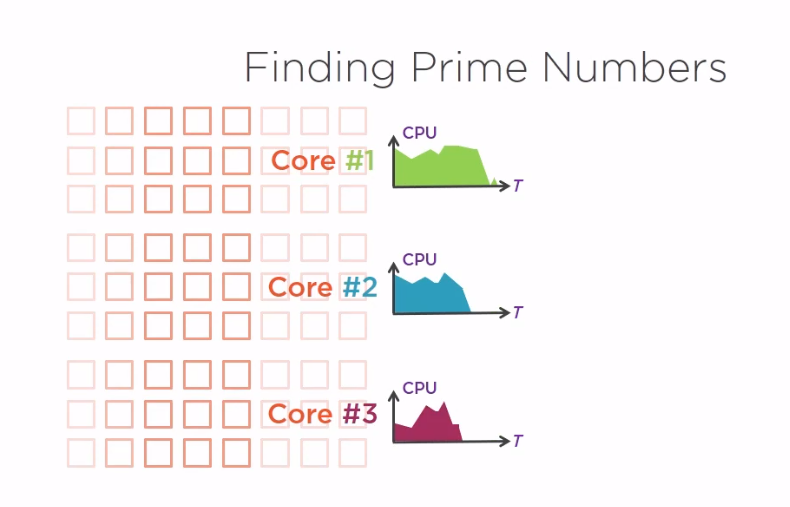 Finding Prime Numbers
CPU
Core #1
T
CPU
Core #2
T
CPU
Core #3
T